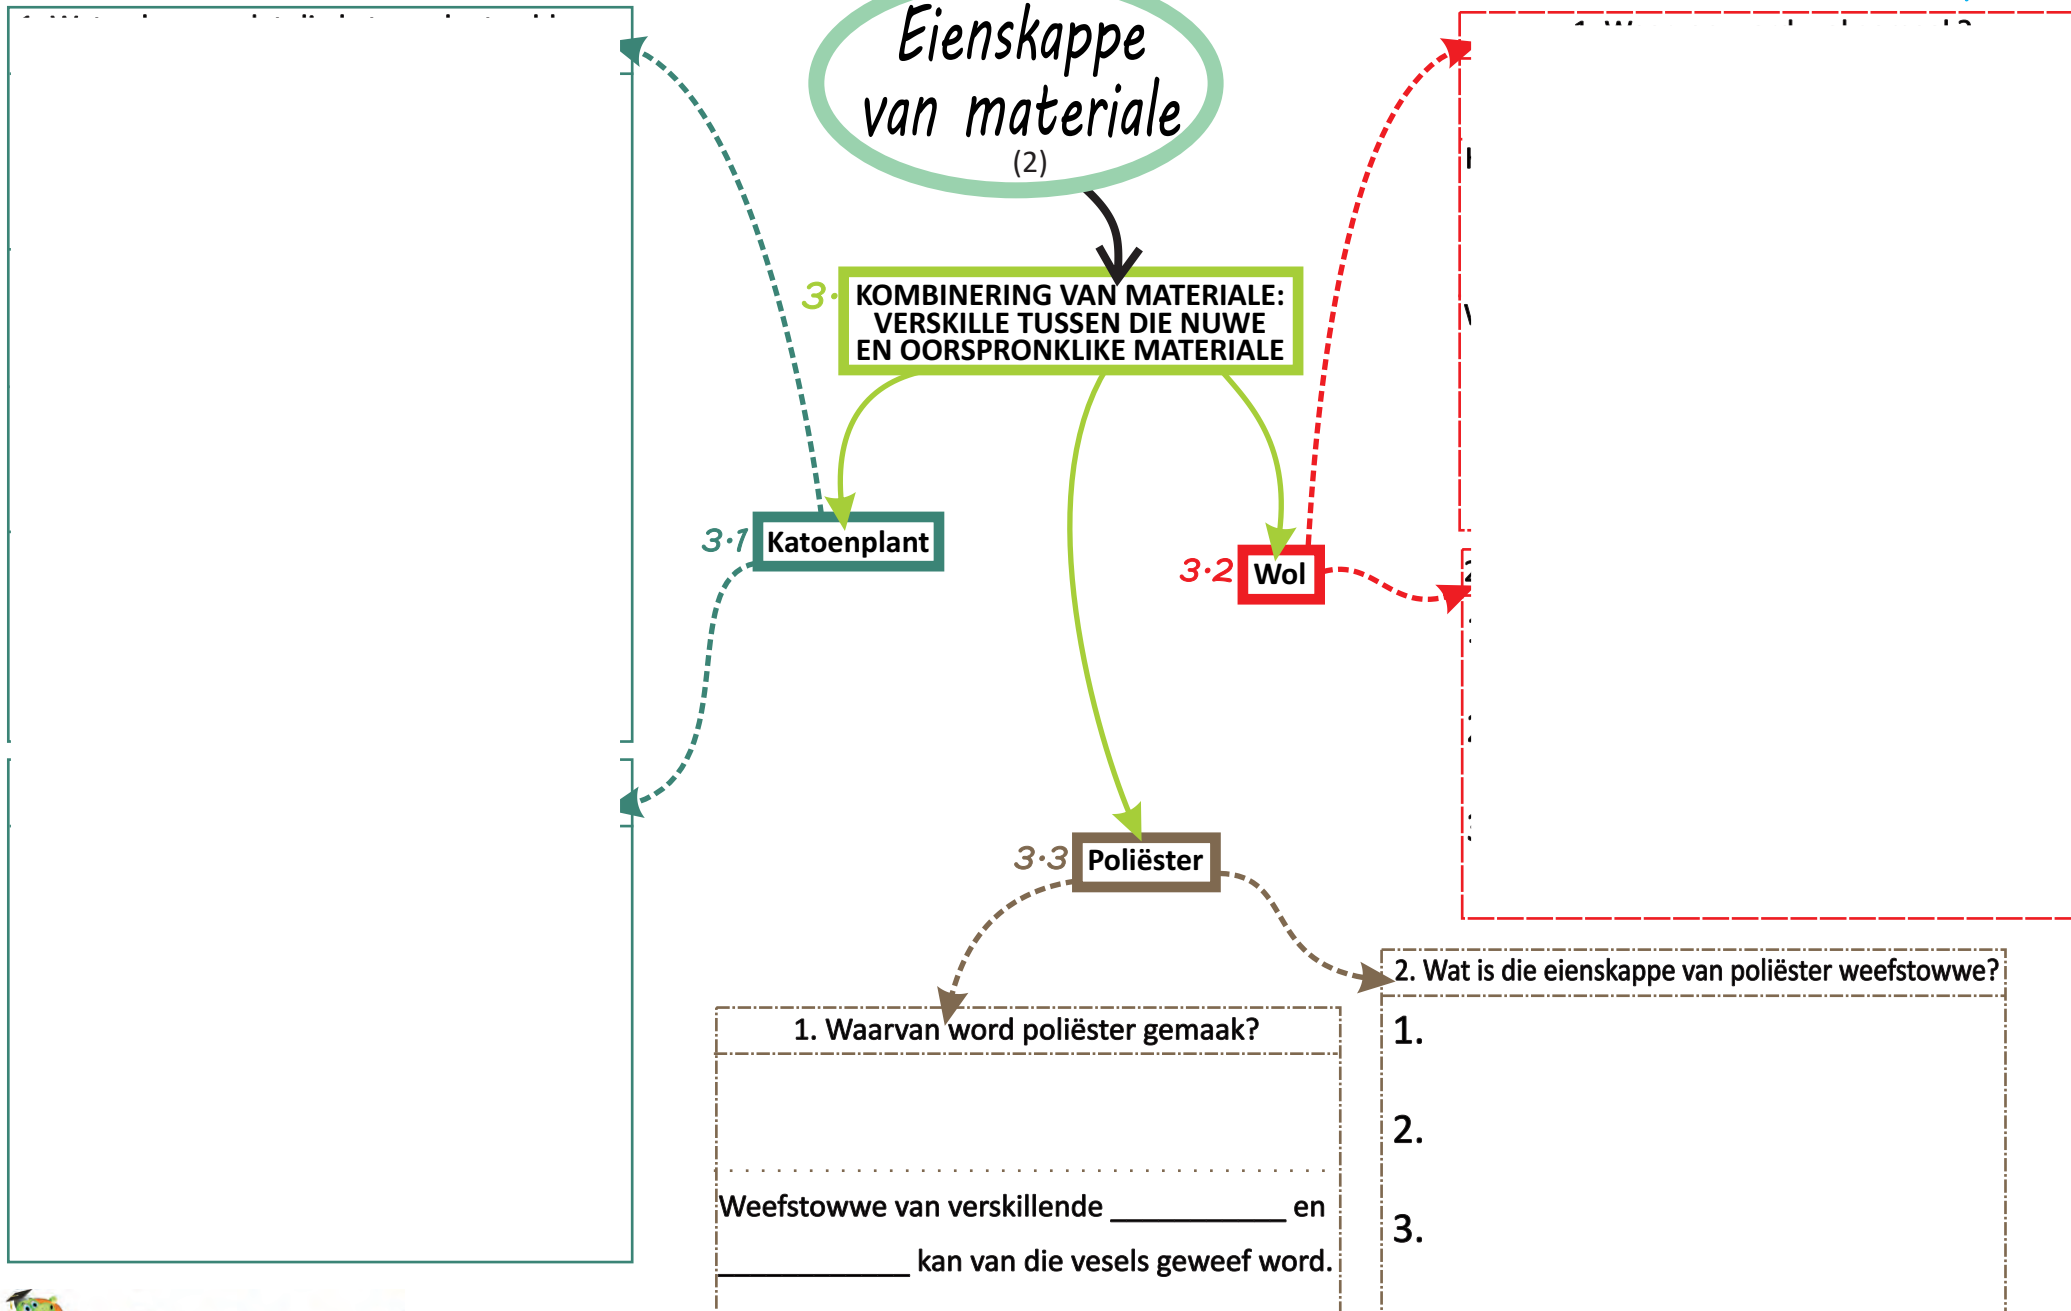 Eienskappe
van materiale
(2)
3.
KOMBINERING VAN MATERIALE:
VERSKILLE TUSSEN DIE NUWE
EN OORSPRONKLIKE MATERIALE
3.1 Katoenplant
3.2 Wol
3.3 Poliëster
1. Waarvan word poliëster gemaak?
Weefstowwe van verskillende ____________ en
_____________ kan van die vesels geweef word.
2. Wat is die eienskappe van poliëster weefstowwe?
1.
2.
3.